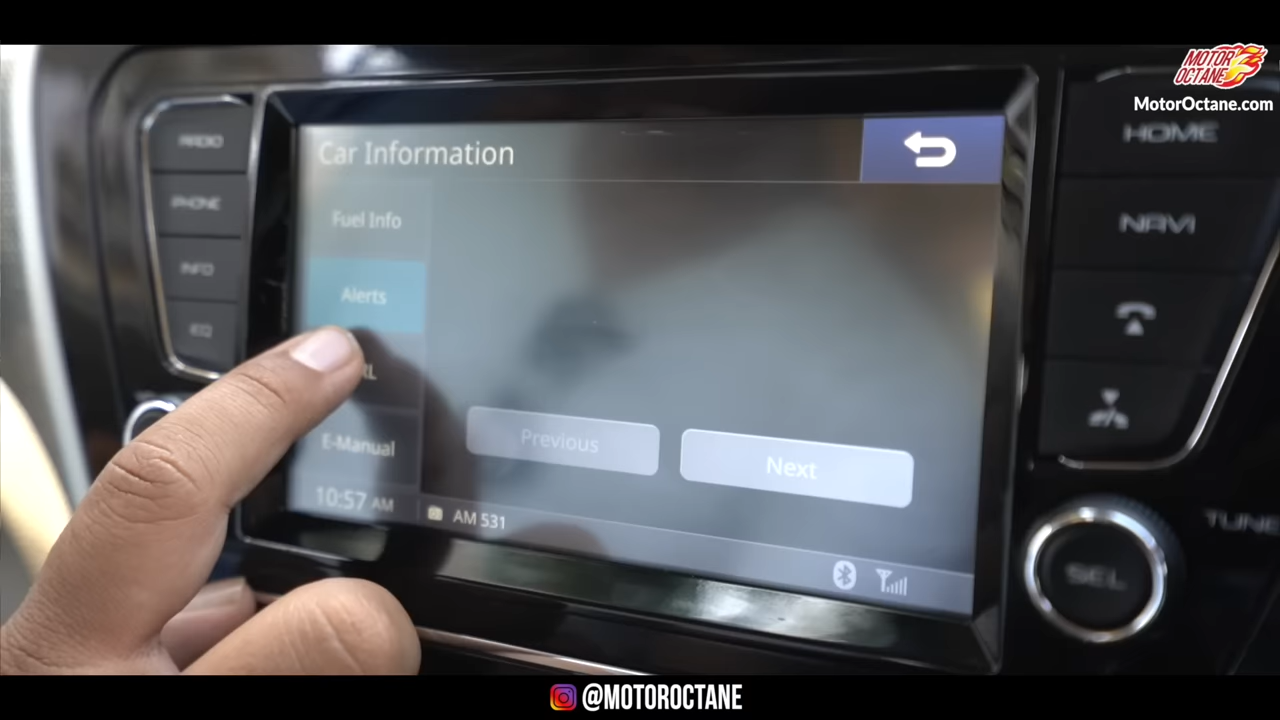 MOTOR
OCTANE
MotorOctane.com
RADIO
PHONE
INFO
EQ
Car Information
Fuel Info
Alerts
E-Manual
10:57 AM
AM 531
Previous
Next
HOME
NAVI
TUNE
SEL
@MOTOROCTANE